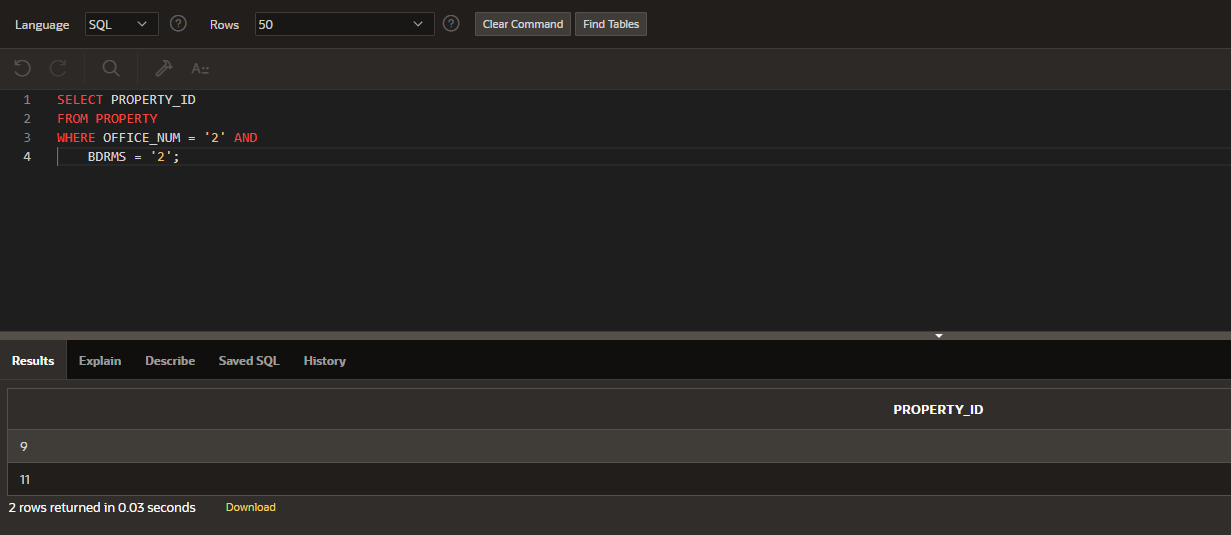 Language SQL ? Rows 50 ? Clear Command Find Tables
A
1 SELECT PROPERTY_ID
2 FROM PROPERTY
3 WHERE OFFICE_NUM = '2' AND
4 BDRMS = '2';
Results Explain Describe Saved SQL History
PROPERTY_ID
9
11
2 rows returned in 0.03 seconds Download